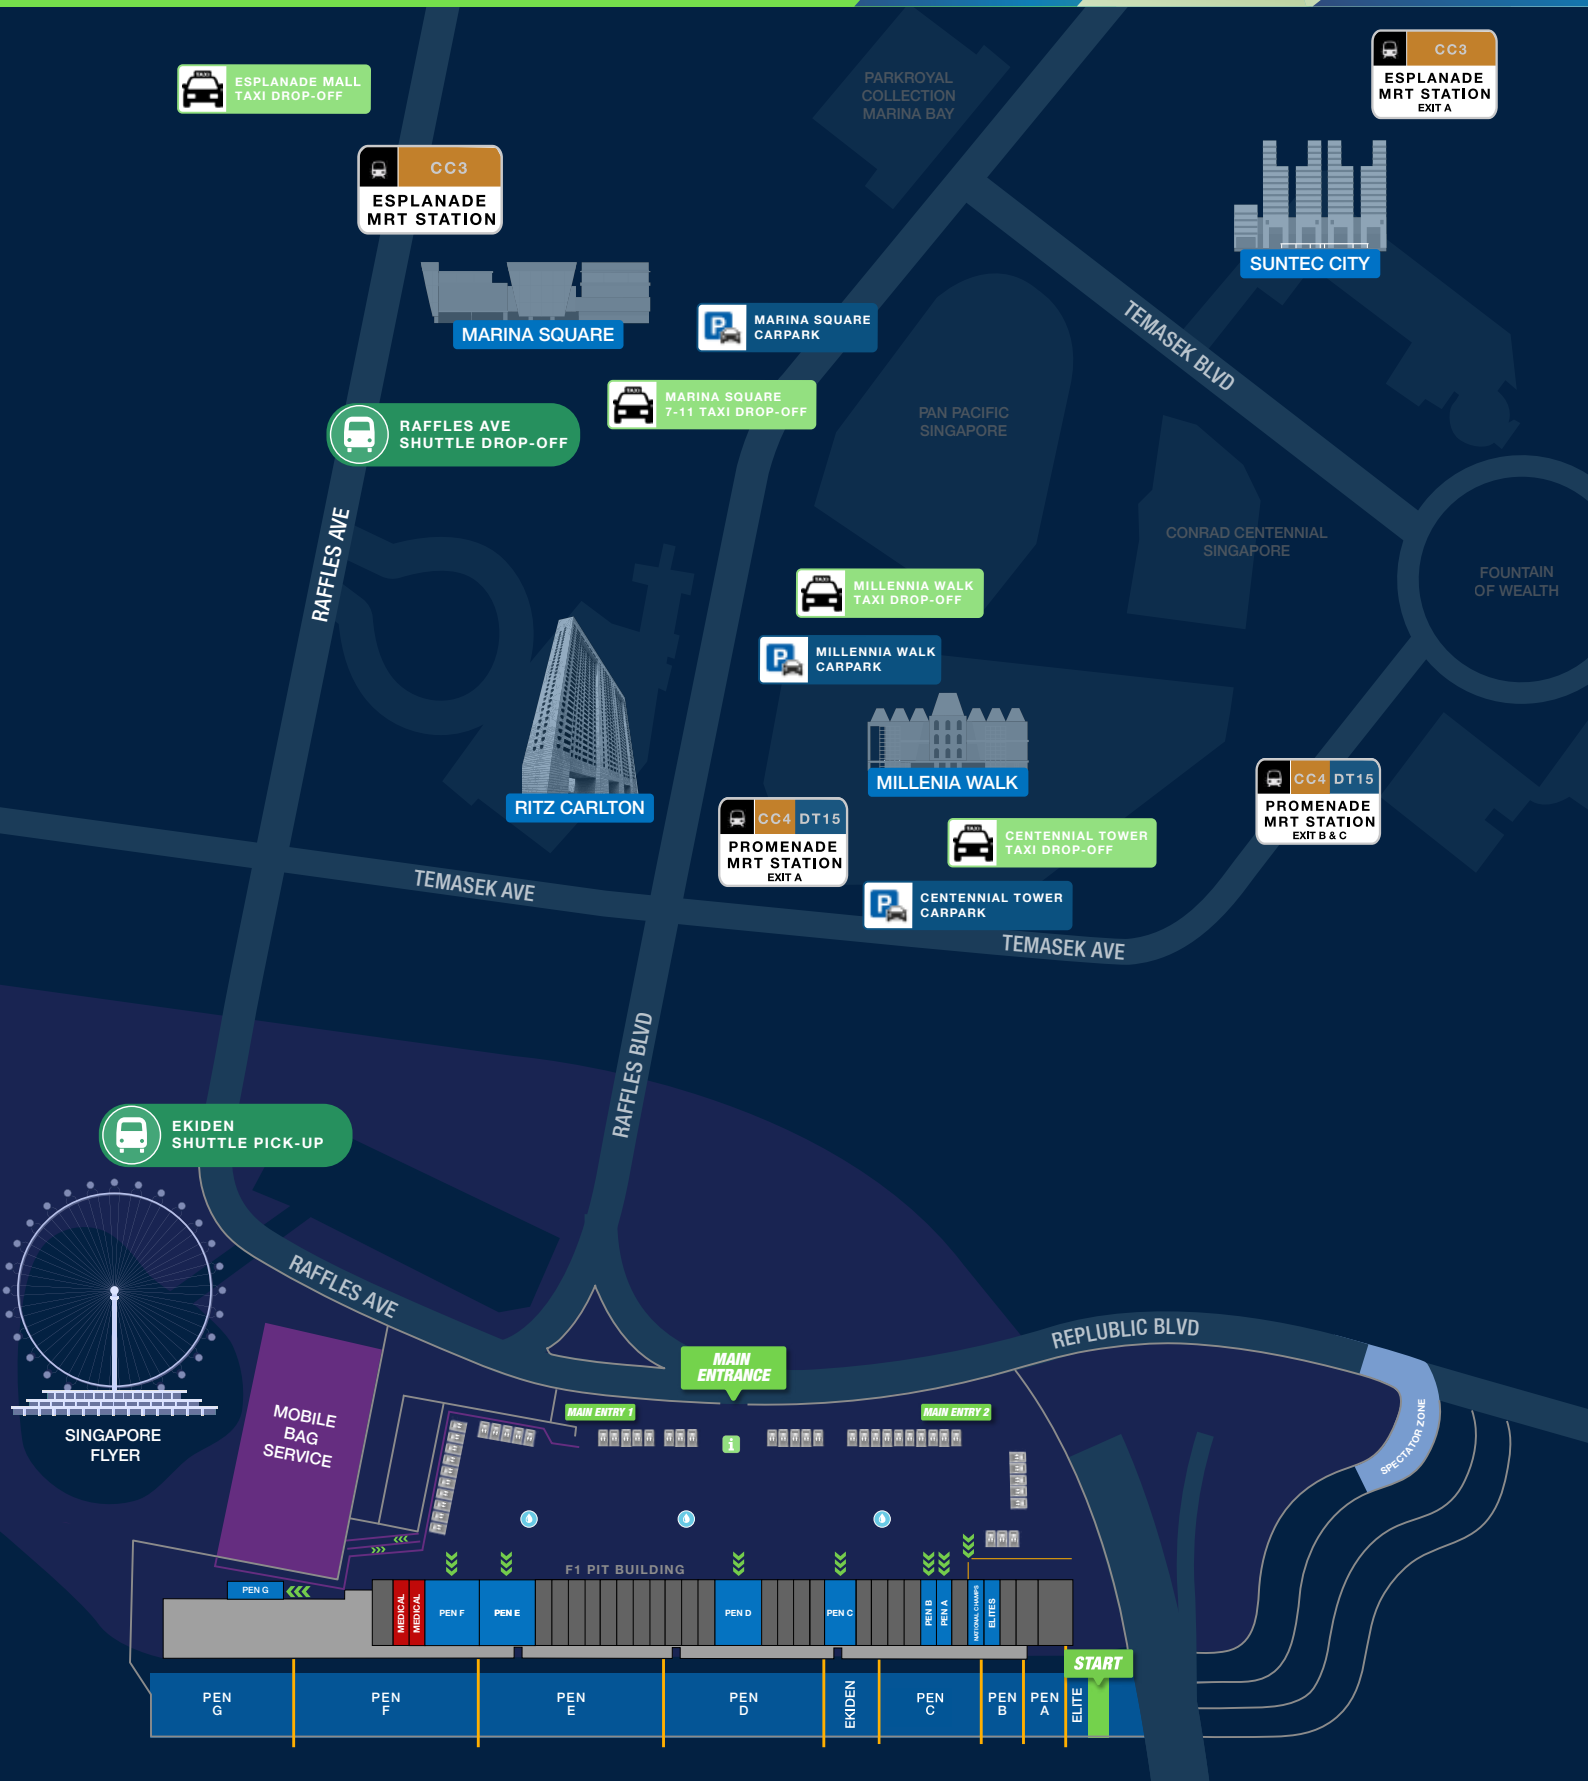 ESPLANADE MALL
TAXI DROP-OFF
PARKROYAL
COLLECTION
MARINA BAY
CC3
ESPLANADE
MRT STATION
EXIT A
CC3
ESPLANADE
MRT STATION
SUNTEC CITY
MARINA SQUARE
P
MARINA SQUARE
CARPARK
TEMASEK BLVD
TAXI
MARINA SQUARE
7-11 TAXI DROP-OFF
RAFFLES AVE
SHUTTLE DROP-OFF
PAN PACIFIC
SINGAPORE
RAFFLES AVE
CONRAD CENTENNIAL
SINGAPORE
FOUNTAIN
OF WEALTH
TAXI
MILLENNIA WALK
TAXI DROP-OFF
P
MILLENNIA WALK
CARPARK
MILLENIA WALK
RITZ CARLTON
CC4 DT15
PROMENADE
MRT STATION
EXIT B & C
CC4 DT15
PROMENADE
MRT STATION
EXIT A
TAXI
CENTENNIAL TOWER
TAXI DROP-OFF
P
CENTENNIAL TOWER
CARPARK
TEMASEK AVE
TEMASEK AVE
RAFFLES BLVD
EKIDEN
SHUTTLE PICK-UP
RAFFLES AVE
REPLUBLIC BLVD
MAIN
ENTRANCE
MAIN ENTRY 1
MAIN ENTRY 2
i
SPECTATOR ZONE
MOBILE
BAG
SERVICE
SINGAPORE
FLYER
F1 PIT BUILDING
PEN G
MEDICAL
MEDICAL
PEN F
PEN E
PEN D
PEN C
PEN B
PEN A
NATIONAL CHAMPS
ELITES
START
PEN
G
PEN
F
PEN
E
PEN
D
EKIDEN
PEN
C
PEN
B
PEN
A
ELITE